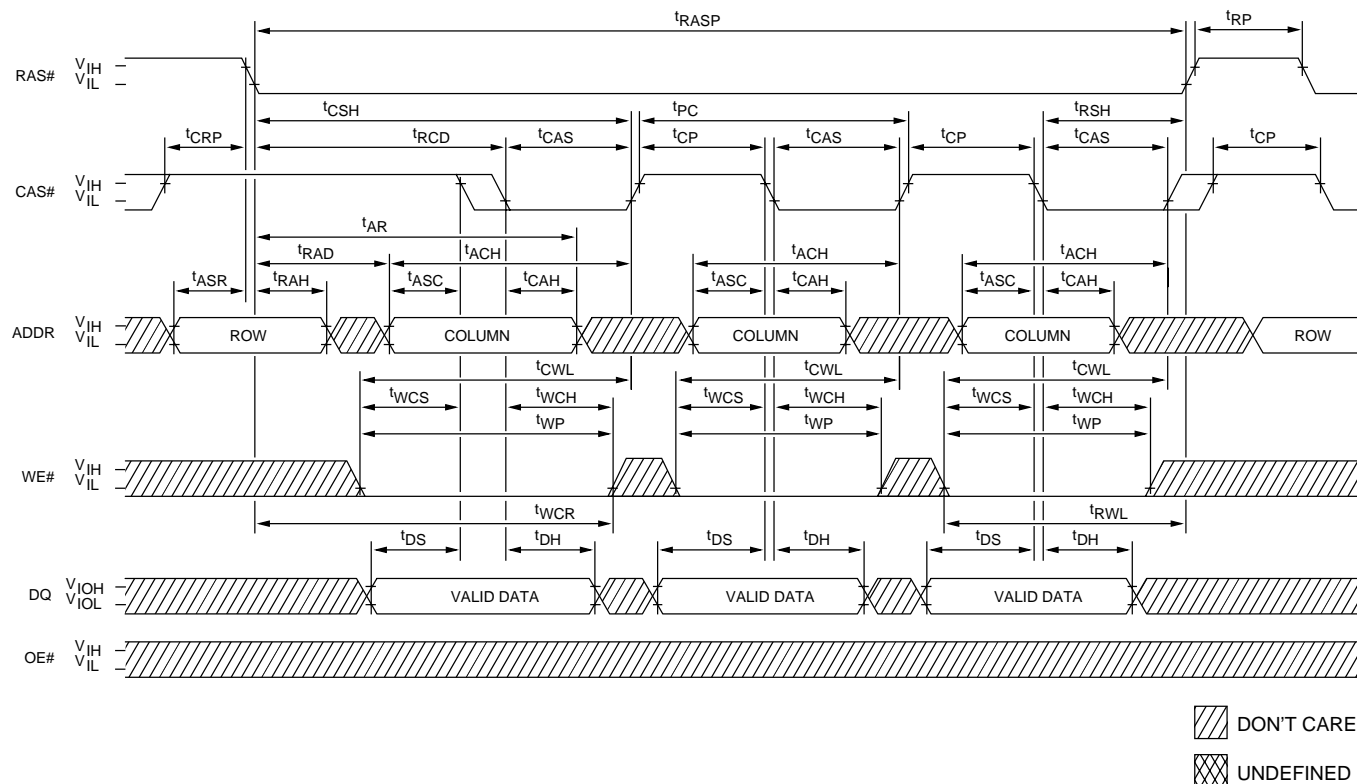 tRASP tRP
RAS# VIH
VIL
tCSH tPC tRSH
tCRP tRCD tCAS tCP tCAS tCP tCAS tCP
CAS# VIH
VIL
tAR
tRAD tACH tACH tACH
tASR tRAH tASC tCAH tASC tCAH tASC tCAH
ADDR VIH
VIL
ROW COLUMN COLUMN COLUMN ROW
tCWL tCWL tCWL
tWCS tWCH tWCS tWCH tWCS tWCH
tWP tWP tWP
WE# VIH
VIL
tWCR tRWL
tDS tDH tDS tDH tDS tDH
DQ VIOH
VIOL
VALID DATA VALID DATA VALID DATA
OE# VIH
VIL
DON'T CARE
UNDEFINED